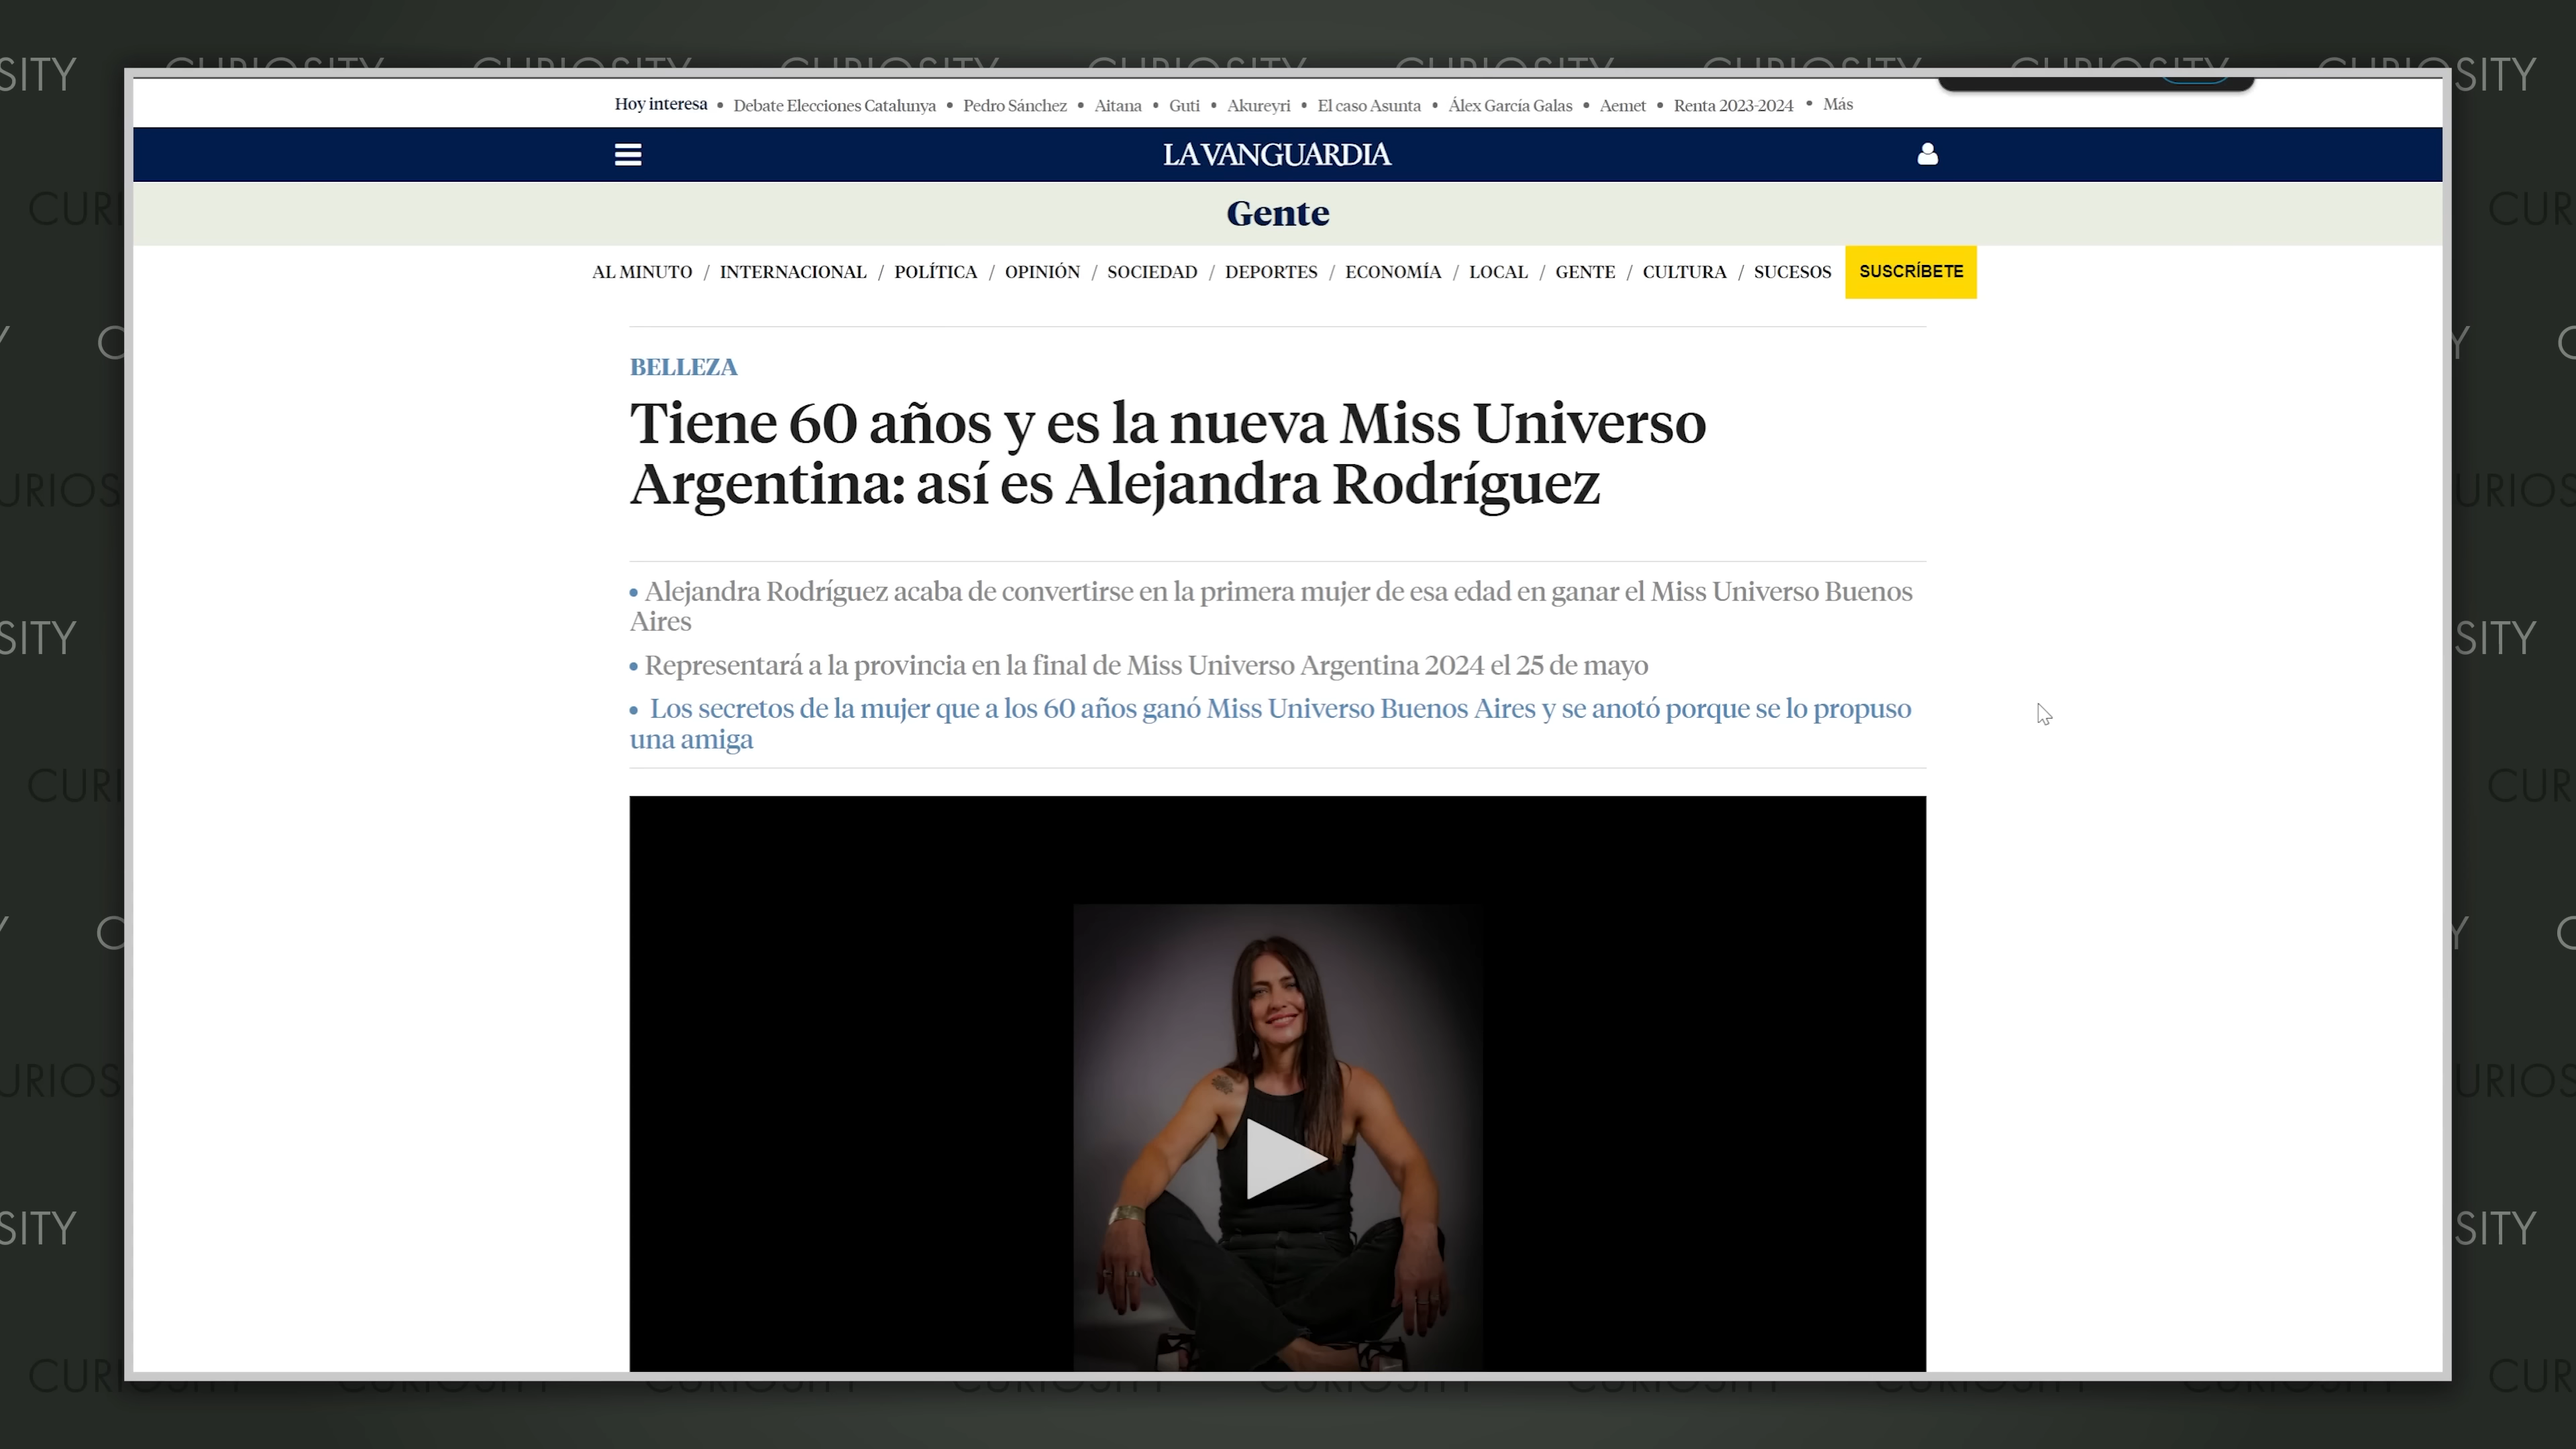 Hoy interesa • Debate Elecciones Catalunya • Pedro Sánchez • Aitana • Guti • Akureyri • El caso Asunta • Álex García Galas • Aemet • Renta 2023-2024 • Más
LA VANGUARDIA
Gente
AL MINUTO / INTERNACIONAL / POLÍTICA / OPINIÓN / SOCIEDAD / DEPORTES / ECONOMÍA / LOCAL / GENTE / CULTURA / SUCESOS SUSCRÍBETE
BELLEZA
Tiene 60 años y es la nueva Miss Universo
Argentina: así es Alejandra Rodríguez
• Alejandra Rodríguez acaba de convertirse en la primera mujer de esa edad en ganar el Miss Universo Buenos
Aires
• Representará a la provincia en la final de Miss Universo Argentina 2024 el 25 de mayo
• Los secretos de la mujer que a los 60 años ganó Miss Universo Buenos Aires y se anotó porque se lo propuso
una amiga